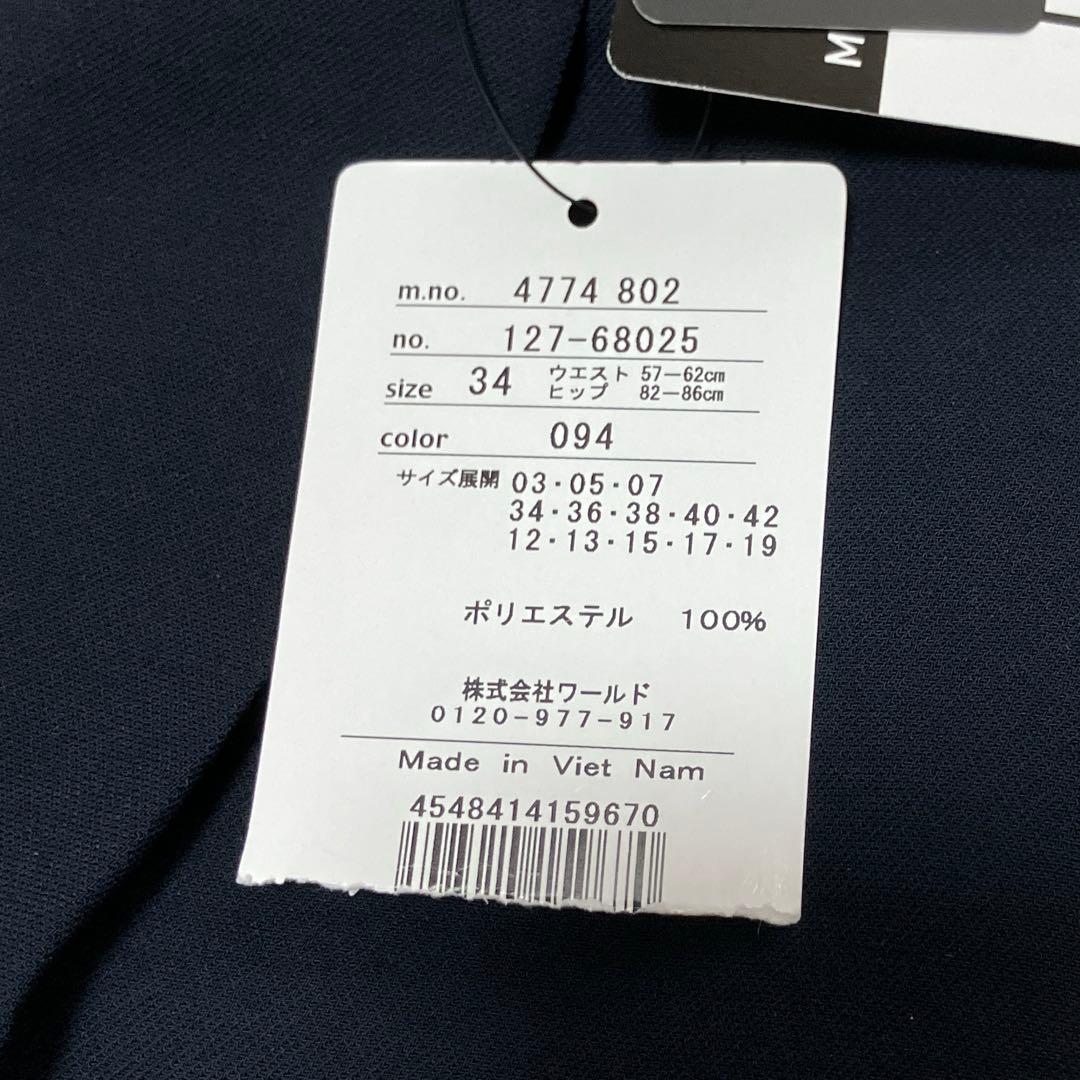 M
m.no. 4774 802
no. 127-68025
size 34 ウエスト 57-62cm
ヒップ 82-86cm
color 094
サイズ展開 03・05・07
34・36・38・40・42
12・13・15・17・19
ポリエステル 100%
株式会社ワールド
0120-977-917
Made in Viet Nam
4548414159670